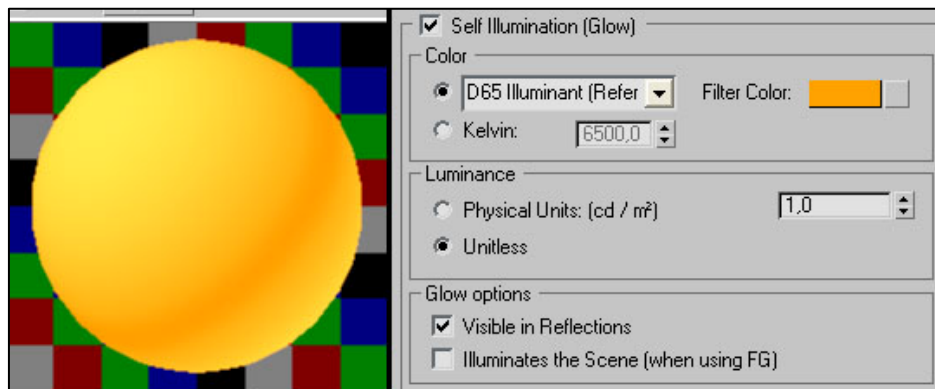 Self Illumination (Glow)
Color
D65 Illuminant (Refer
Filter Color:
Kelvin:
6500,0
Luminance
Physical Units: (cd / m²)
1,0
Unitless
Glow options
Visible in Reflections
Illuminates the Scene (when using FG)